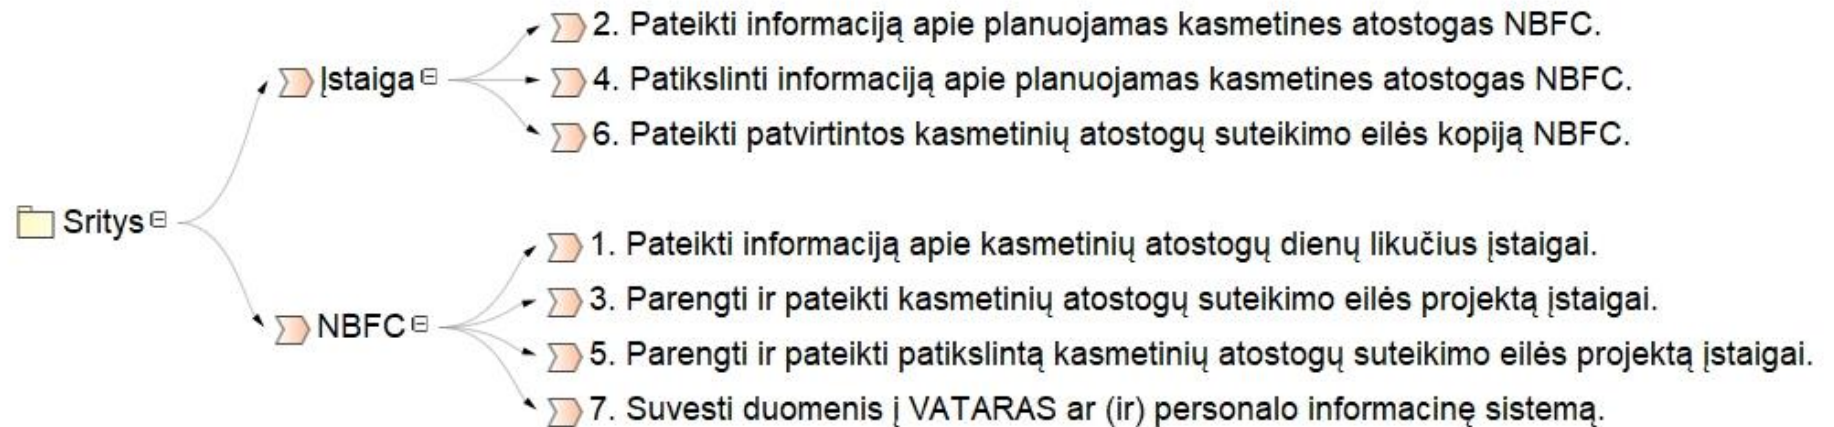 2. Pateikti informaciją apie planuojamas kasmetines atostogas NBFC.
Įstaiga
4. Patikslinti informaciją apie planuojamas kasmetines atostogas NBFC.
6. Pateikti patvirtintos kasmetinių atostogų suteikimo eilės kopiją NBFC.
Sritys
1. Pateikti informaciją apie kasmetinių atostogų dienų likučius įstaigai.
3. Parengti ir pateikti kasmetinių atostogų suteikimo eilės projektą įstaigai.
NBFC
5. Parengti ir pateikti patikslintą kasmetinių atostogų suteikimo eilės projektą įstaigai.
7. Suvesti duomenis į VATARAS ar (ir) personalo informacinę sistemą.